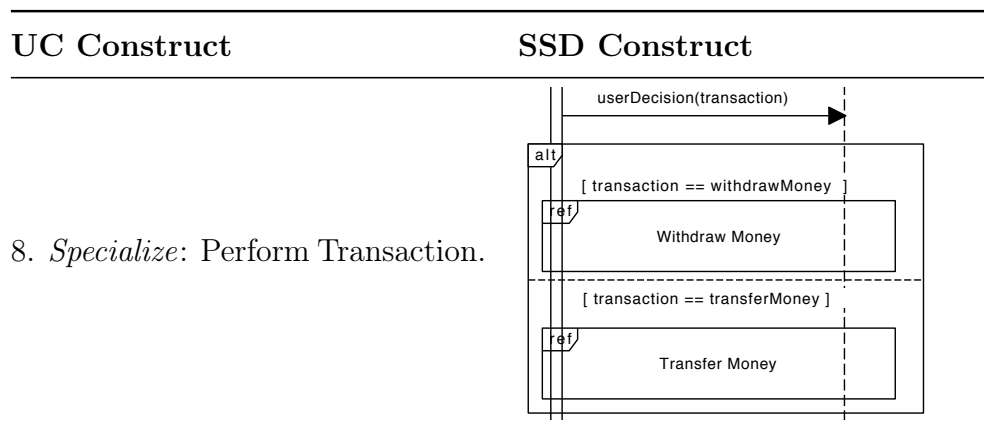 UC Construct SSD Construct
userDecision(transaction)
alt
[ transaction == withdrawMoney ]
ref
Withdraw Money
8. Specialize: Perform Transaction.
[ transaction == transferMoney ]
ref
Transfer Money